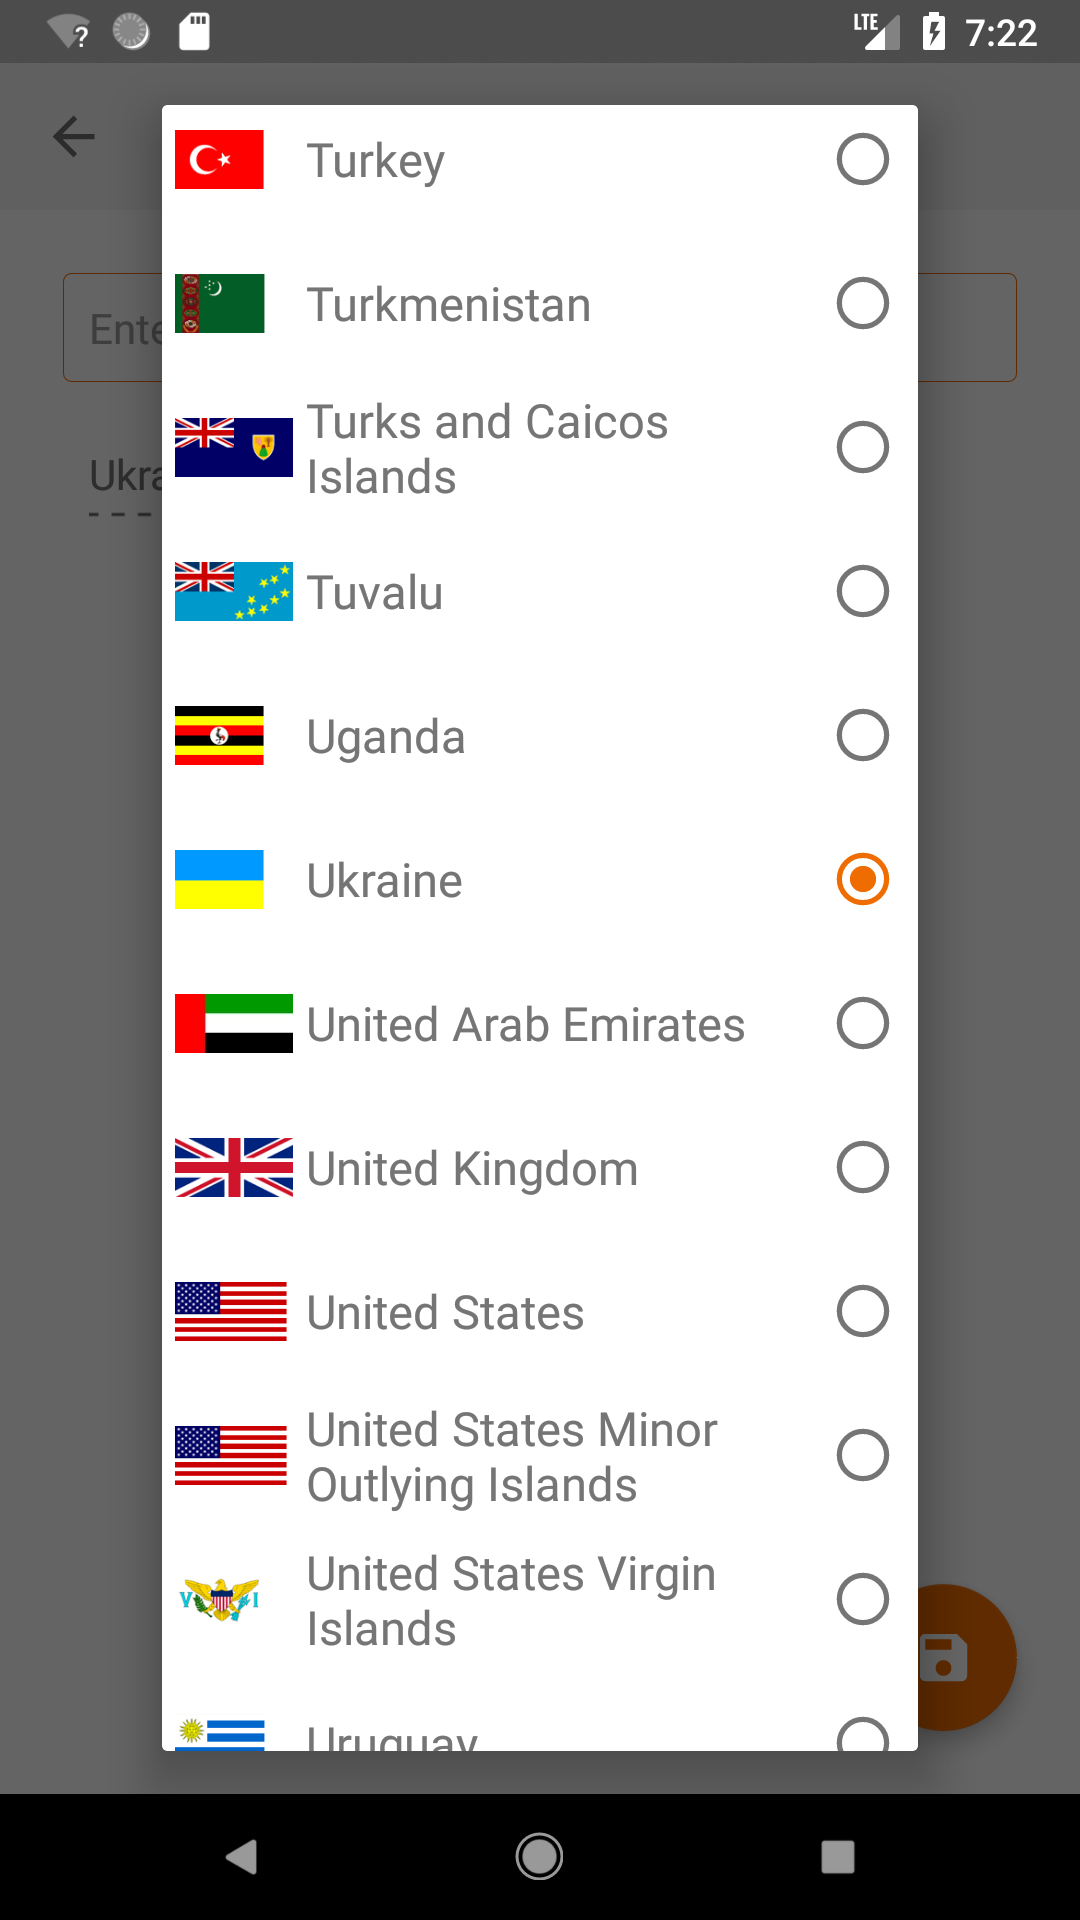 LTE 7:22
Turkey
Turkmenistan
Ente
Turks and Caicos
Islands
Ukra
Tuvalu
Uganda
Ukraine
United Arab Emirates
United Kingdom
United States
United States Minor
Outlying Islands
United States Virgin
Islands
Uruguay